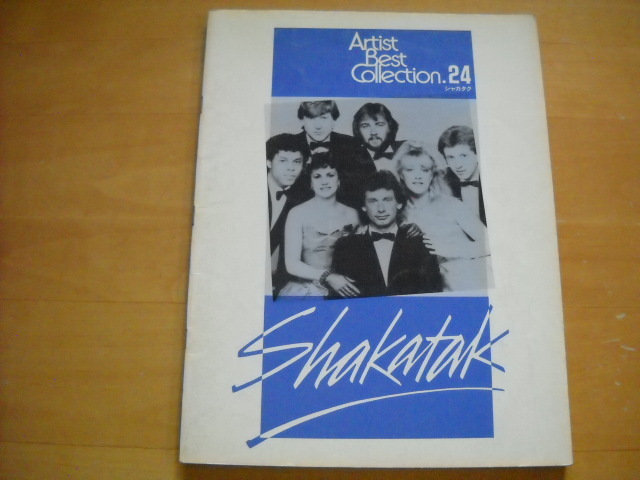 Artist
Best
Collection.24
シャカタク
Shakatak